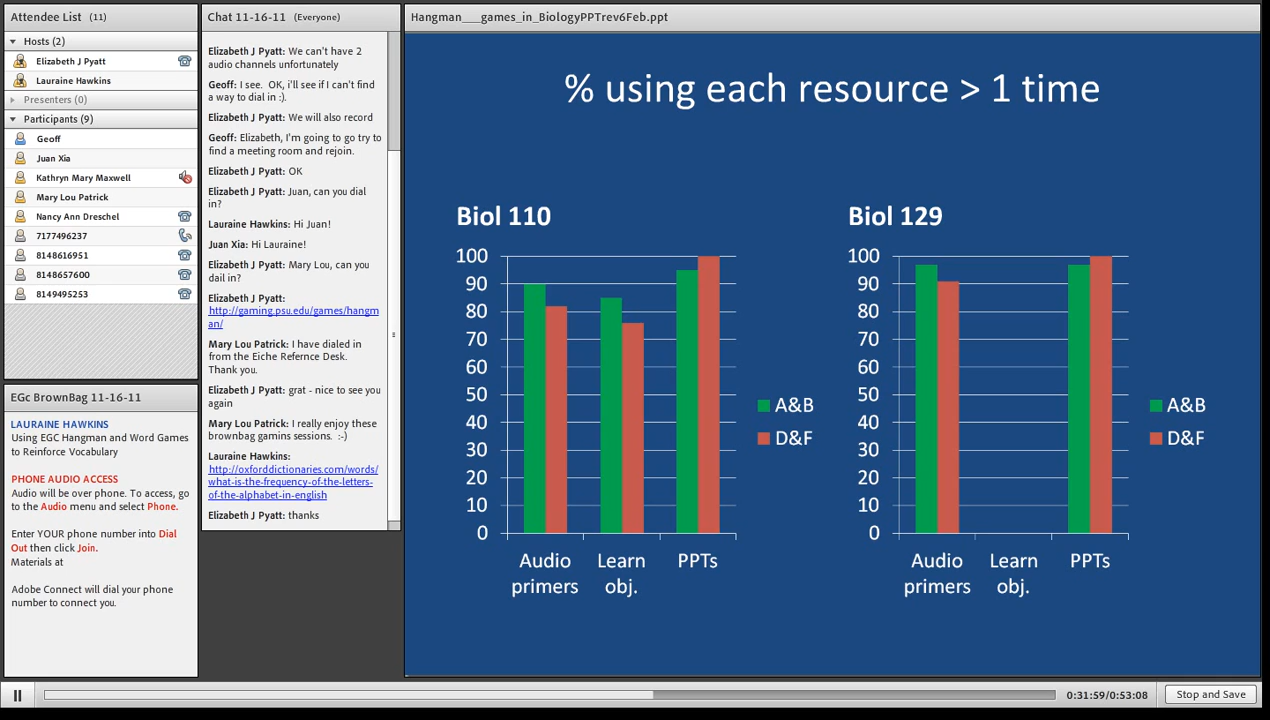 Attendee List (11)
Hosts (2)
Elizabeth J Pyatt
Lauraine Hawkins
Presenters (0)
Participants (9)
Geoff
Juan Xia
Kathryn Mary Maxwell
Mary Lou Patrick
Nancy Ann Dreschel
7177496237
8148616951
8148657600
8149495253
EGc BrownBag 11-16-11
LAURAINE HAWKINS
Using EGC Hangman and Word Games
to Reinforce Vocabulary
PHONE AUDIO ACCESS
Audio will be over phone. To access, go
to the Audio menu and select Phone.
Enter YOUR phone number into Dial
Out then click Join.
Materials at
Adobe Connect will dial your phone
number to connect you.
Chat 11-16-11 (Everyone)
Elizabeth J Pyatt: We can't have 2
audio channels unfortunately
Geoff: I see. OK, i'll see if I can't find
a way to dial in :).
Elizabeth J Pyatt: We will also record
Geoff: Elizabeth, I'm going to go try to
find a meeting room and rejoin.
Elizabeth J Pyatt: OK
Elizabeth J Pyatt: Juan, can you dial
in?
Lauraine Hawkins: Hi Juan!
Juan Xia: Hi Lauraine!
Elizabeth J Pyatt: Mary Lou, can you
dail in?
Elizabeth J Pyatt:
http://gaming.psu.edu/games/hangm
an/
Mary Lou Patrick: I have dialed in
from the Eiche Refernce Desk.
Thank you.
Elizabeth J Pyatt: grat - nice to see you
again
Mary Lou Patrick: I really enjoy these
brownbag gamins sessions. :-)
Lauraine Hawkins:
http://oxforddictionaries.com/words/
what-is-the-frequency-of-the-letters-
of-the-alphabet-in-english
Elizabeth J Pyatt: thanks
Hangman___games_in_BiologyPPTrev6Feb.ppt
% using each resource > 1 time
Biol 110
100
90
80
70
60
50
40
30
20
10
0
Audio
primers
Learn
obj.
PPTs
A&B
D&F
Biol 129
100
90
80
70
60
50
40
30
20
10
0
Audio
primers
Learn
obj.
PPTs
A&B
D&F
0:31:59/0:53:08
Stop and Save